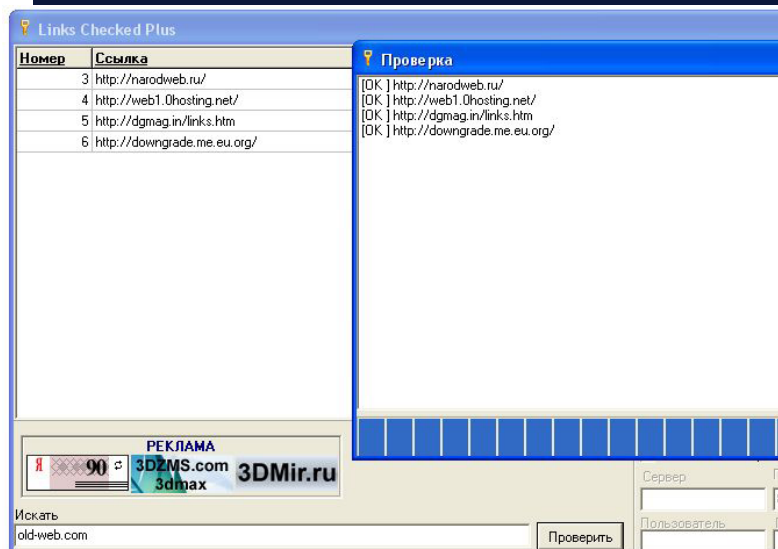 Links Checked Plus
Номер Ссылка
3 http://narodweb.ru/
4 http://web1.0hosting.net/
5 http://dgmag.in/links.htm
6 http://downgrade.me.eu.org/
Проверка
[OK ] http://narodweb.ru/
[OK ] http://web1.0hosting.net/
[OK ] http://dgmag.in/links.htm
[OK ] http://downgrade.me.eu.org/
РЕКЛАМА
Я 90 3DZMS.com
3dmax
3DMir.ru
Искать
old-web.com
Проверить
Сервер
Пользователь